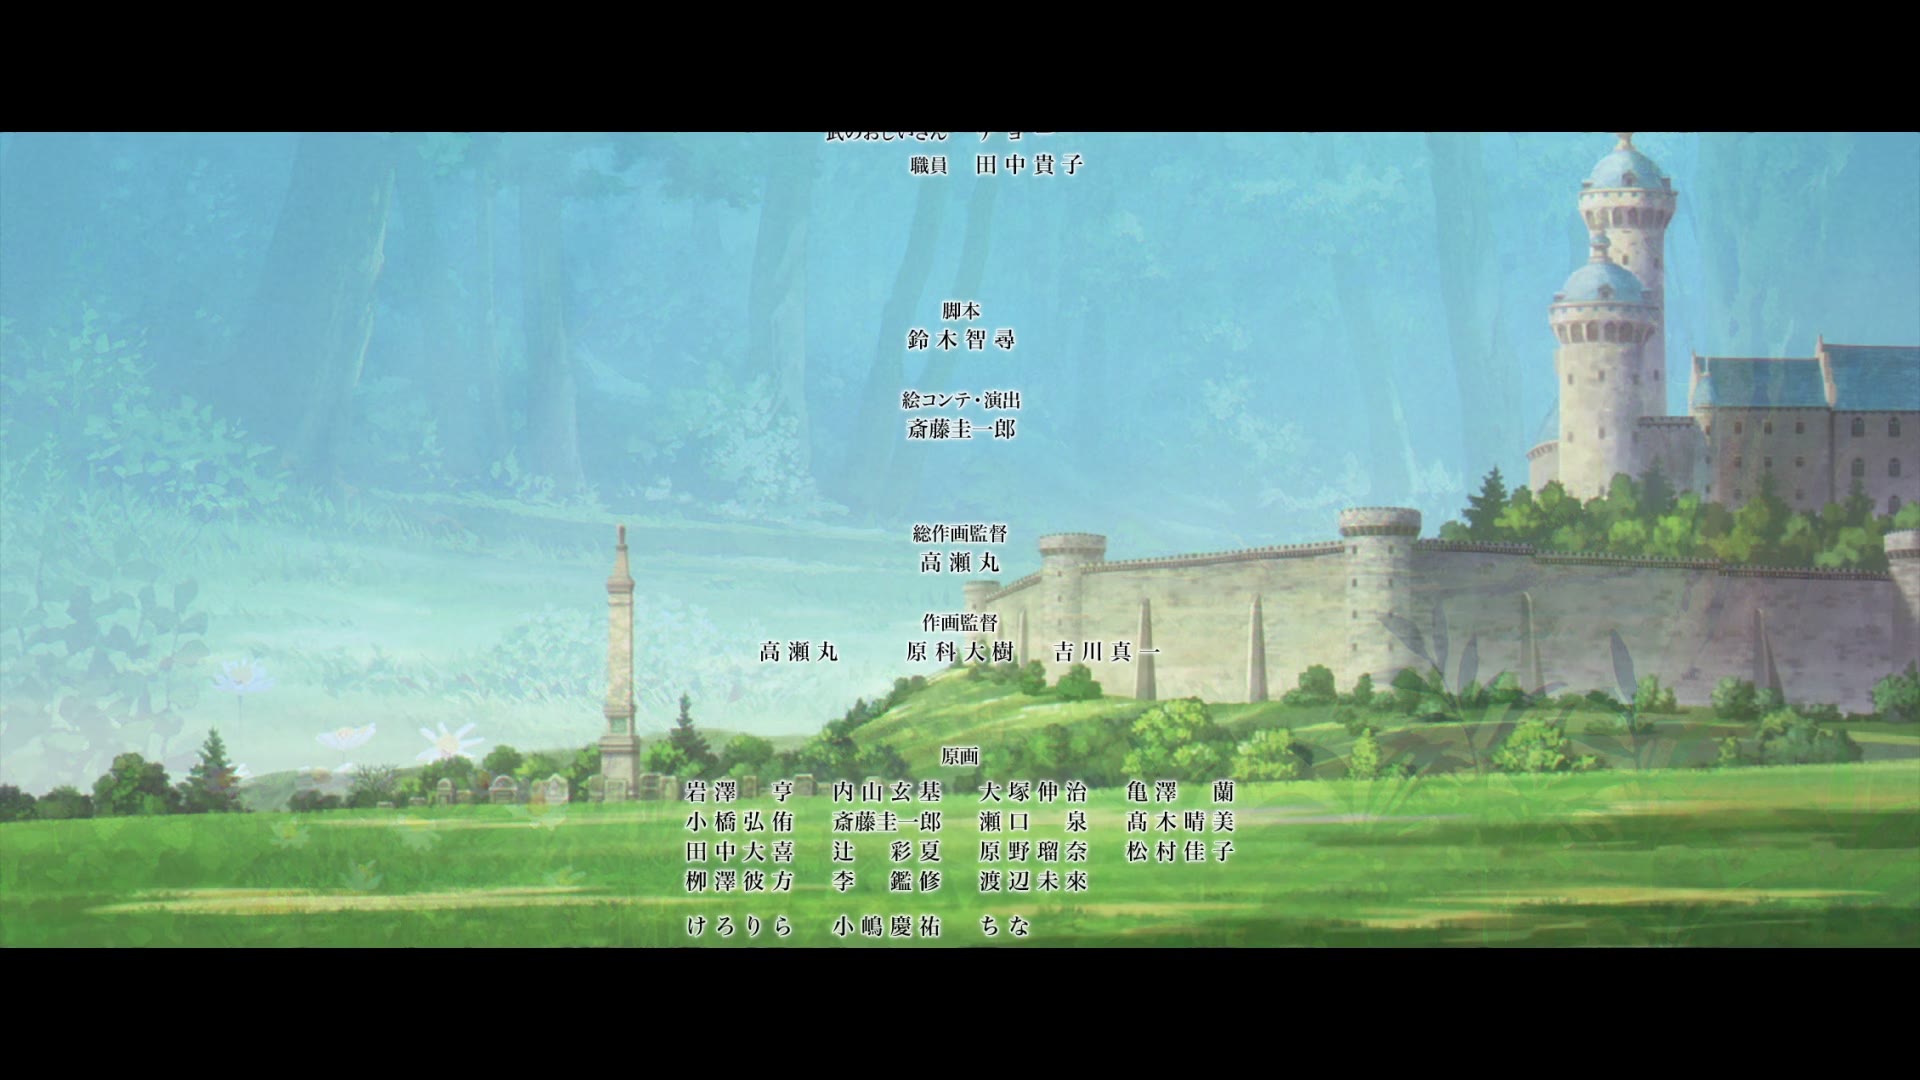 職員 田中貴子
脚本
鈴木智尋
絵コンテ・演出
斎藤圭一郎
総作画監督
高瀬丸
作画監督
高瀬丸 原科大樹 吉川真一
原画
岩澤亨 内山玄基 大塚伸治 亀澤蘭
小橋弘侑 斎藤圭一郎 瀬口泉 髙木晴美
田中大喜 辻彩夏 原野瑠奈 松村佳子
栁澤彼方 李鑑修 渡辺未來
けろりら 小嶋慶祐 ちな